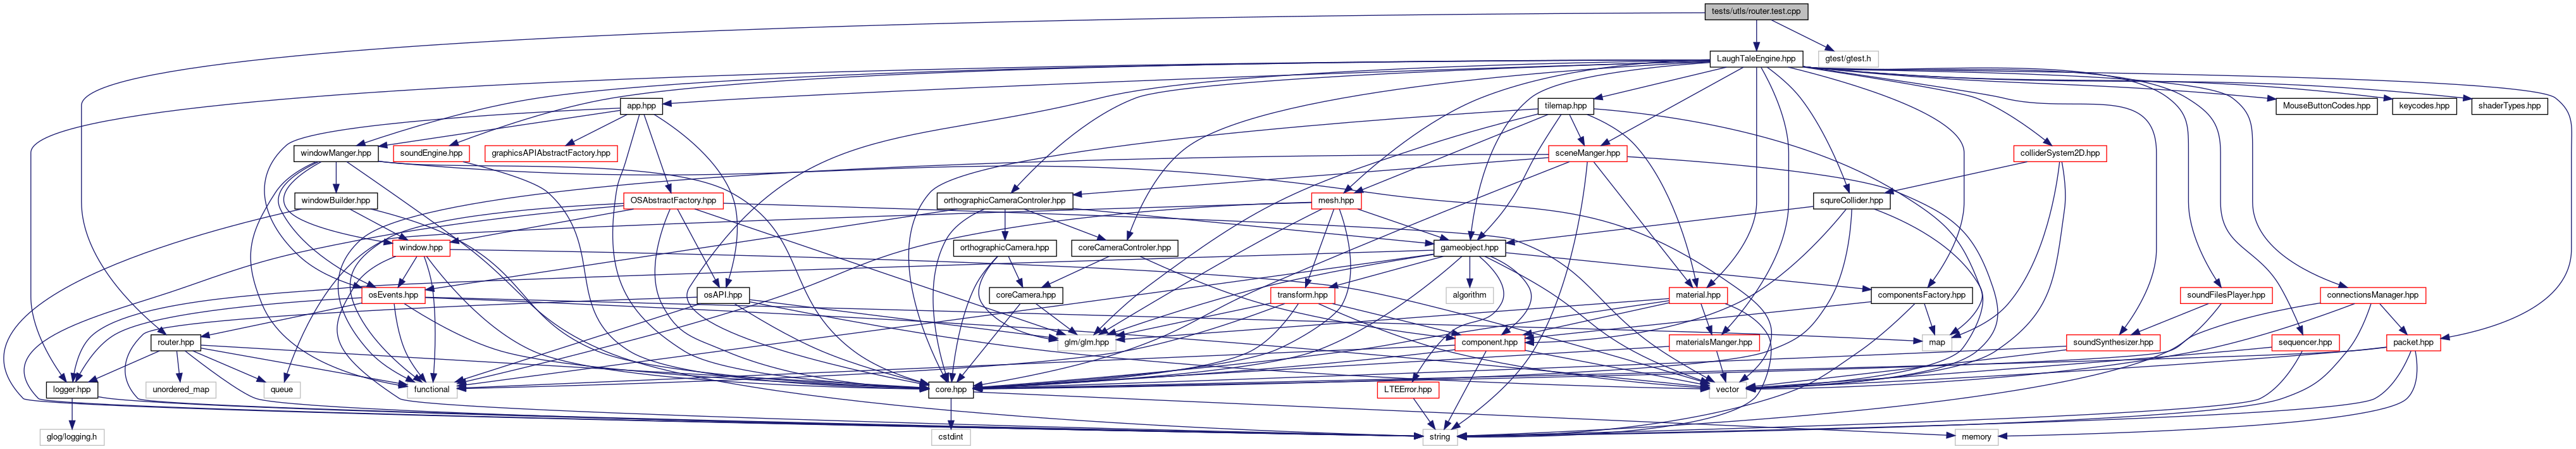 tests/utls/router.test.cpp
LaughTaleEngine.hpp
gtest/gtest.h
app.hpp
tilemap.hpp
MouseButtonCodes.hpp
keycodes.hpp
shaderTypes.hpp
windowManger.hpp
soundEngine.hpp
graphicsAPIAbstractFactory.hpp
sceneManger.hpp
colliderSystem2D.hpp
windowBuilder.hpp
OSAbstractFactory.hpp
orthographicCameraControler.hpp
mesh.hpp
squreCollider.hpp
window.hpp
orthographicCamera.hpp
coreCameraControler.hpp
gameobject.hpp
osEvents.hpp
osAPI.hpp
coreCamera.hpp
transform.hpp
algorithm
material.hpp
componentsFactory.hpp
soundFilesPlayer.hpp
connectionsManager.hpp
router.hpp
glm/glm.hpp
component.hpp
materialsManger.hpp
map
soundSynthesizer.hpp
sequencer.hpp
packet.hpp
logger.hpp
unordered_map
queue
functional
core.hpp
LTEError.hpp
vector
glog/logging.h
cstdint
string
memory